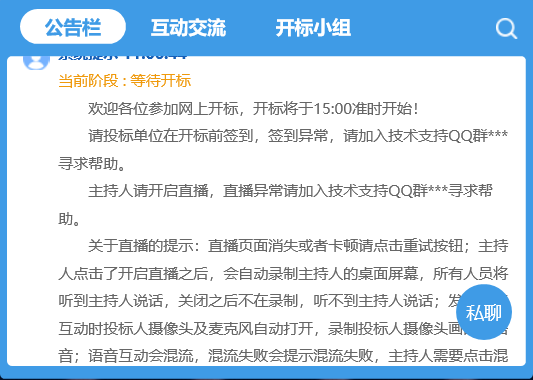 公告栏 互动交流 开标小组
系统提示 14:00:44
当前阶段 : 等待开标
欢迎各位参加网上开标，开标将于15:00准时开始！
请投标单位在开标前签到，签到异常，请加入技术支持QQ群***
寻求帮助。
主持人请开启直播，直播异常请加入技术支持QQ群***寻求帮
助。
关于直播的提示：直播页面消失或者卡顿请点击重试按钮；主持
人点击了开启直播之后，会自动录制主持人的桌面屏幕，所有人员将
听到主持人说话，关闭之后不在录制，听不到主持人说话；发
私聊
互动时投标人摄像头及麦克风自动打开，录制投标人摄像头画
音；语音互动会混流，混流失败会提示混流失败，主持人需要点击混